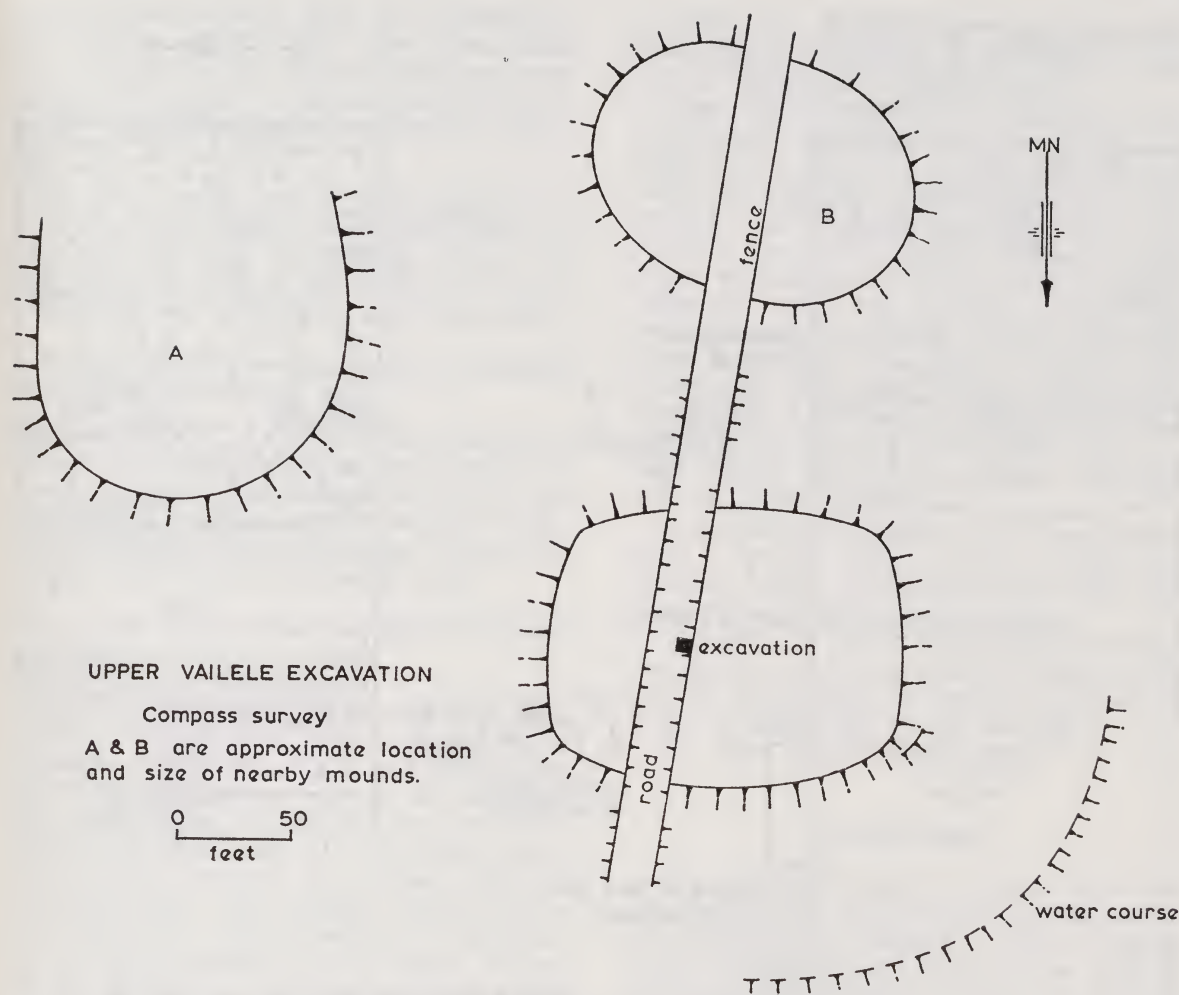 MN
B
fence
A
excavation
UPPER VAILELE EXCAVATION
Compass survey
A & B are approximate location
and size of nearby mounds.
0 50
feet
road
water course